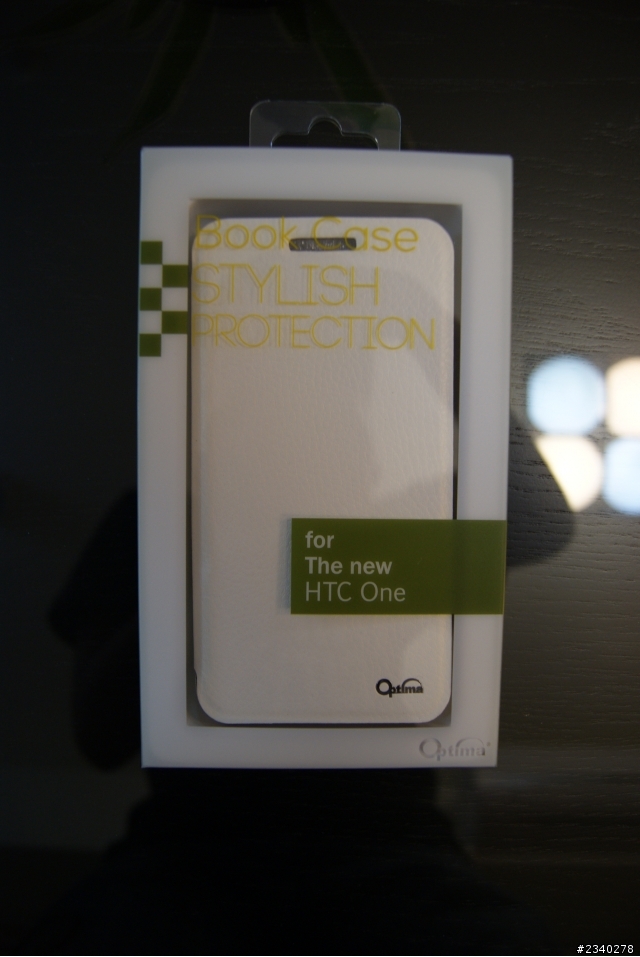 Book Case
STYLISH
PROTECTION
for
The new
HTC One
Optima
Optima
#2340278